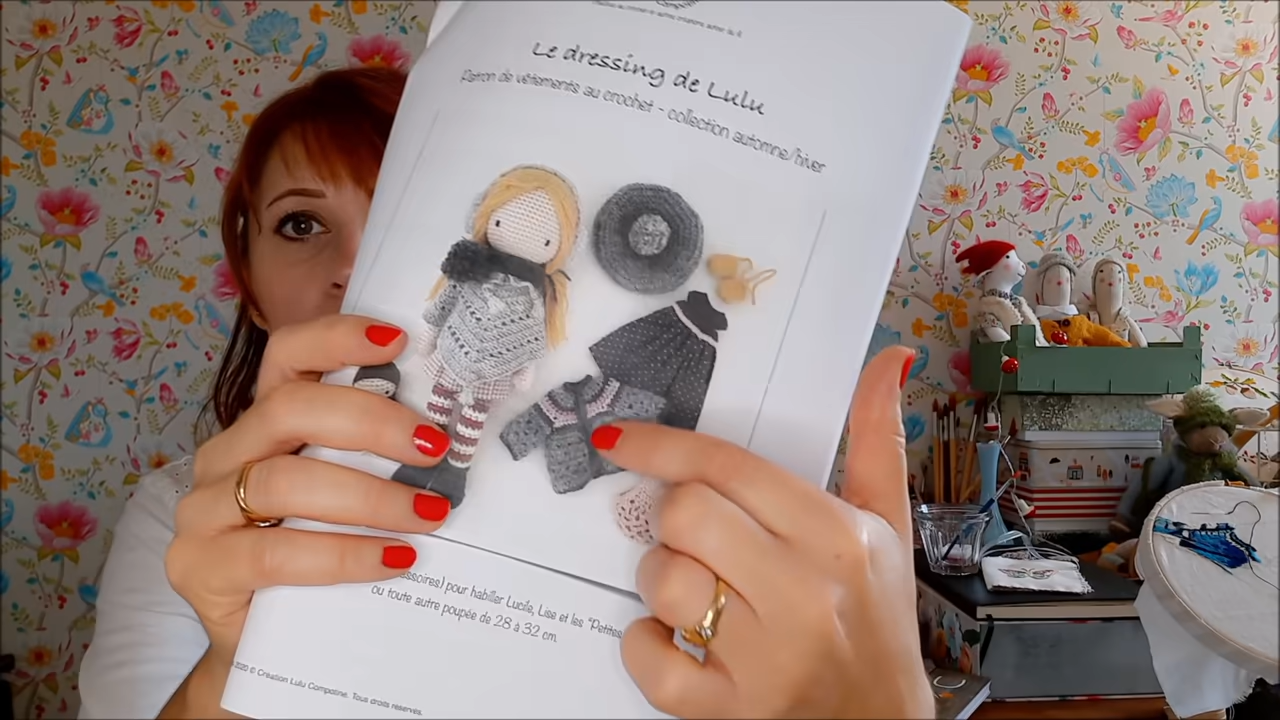 Le dressing de Lulu
Patron de vêtements au crochet - collection automne/hiver
pour habiller Lucile, Lise et les "Petites
ou toute autre poupée de 28 à 32 cm.
2020 © Création Lulu Compotine. Tous droits réservés.